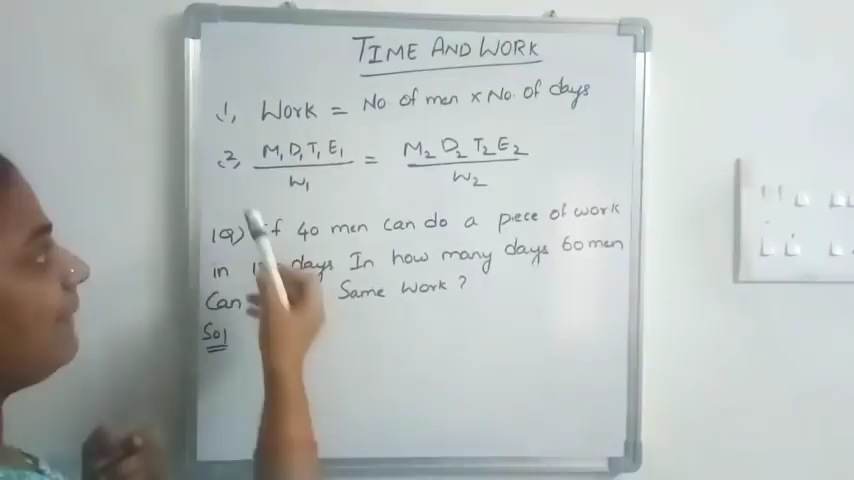 TIME AND WORK
1, Work = No of men x No. of days
2, M1 D1 T1 E1 / W1 = M2 D2 T2 E2 / W2
1Q) If 40 men can do a piece of work
in days In how many days 60 men
Can Same work?
Sol